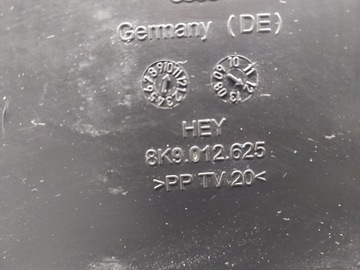 Germany (DE)
HEY
8K9.012.625
>PP TV 20<